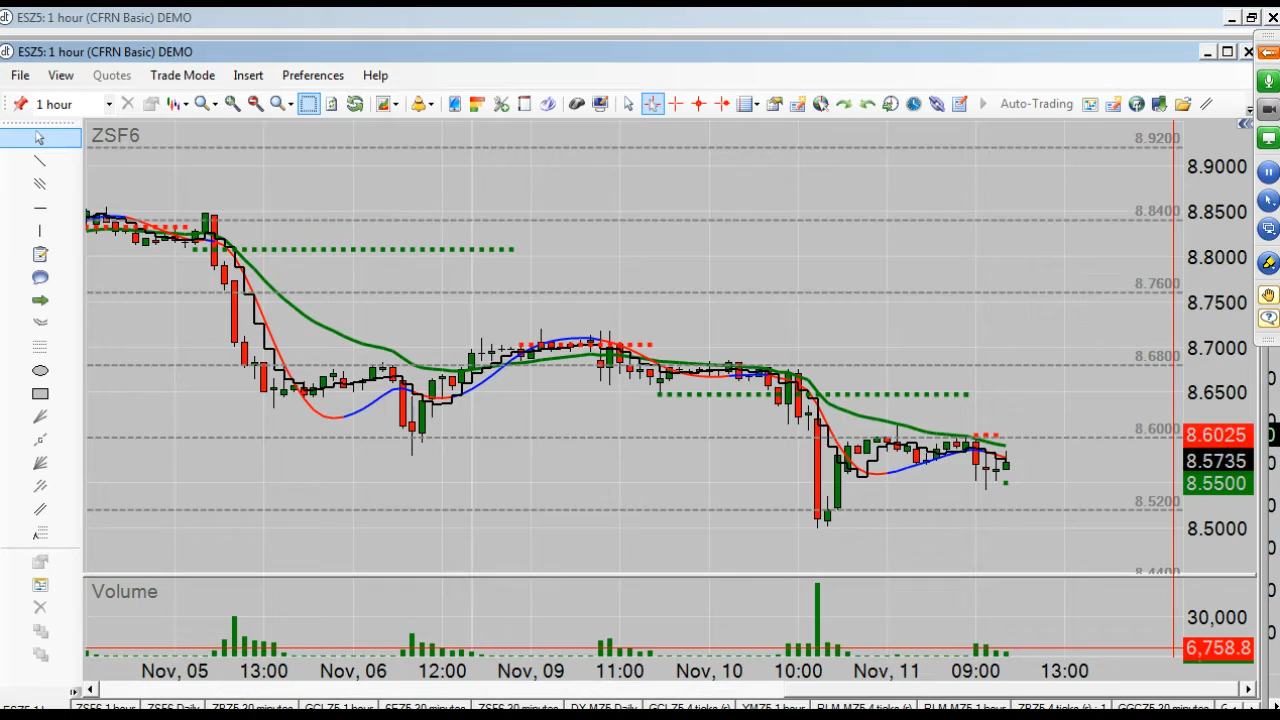 ESZ5: 1 hour (CFRN Basic) DEMO
ESZ5: 1 hour (CFRN Basic) DEMO
File View Quotes Trade Mode Insert Preferences Help
1 hour Auto-Trading
ZSF6
8.9200
8.9000
8.8400
8.8500
8.8000
8.7600
8.7500
8.6800
8.7000
8.6500
8.6000
8.6025
8.5735
8.5500
8.5200
8.5000
8.4400
Volume
30,000
6,758.8
Nov, 05 13:00 Nov, 06 12:00 Nov, 09 11:00 Nov, 10 10:00 Nov, 11 09:00 13:00